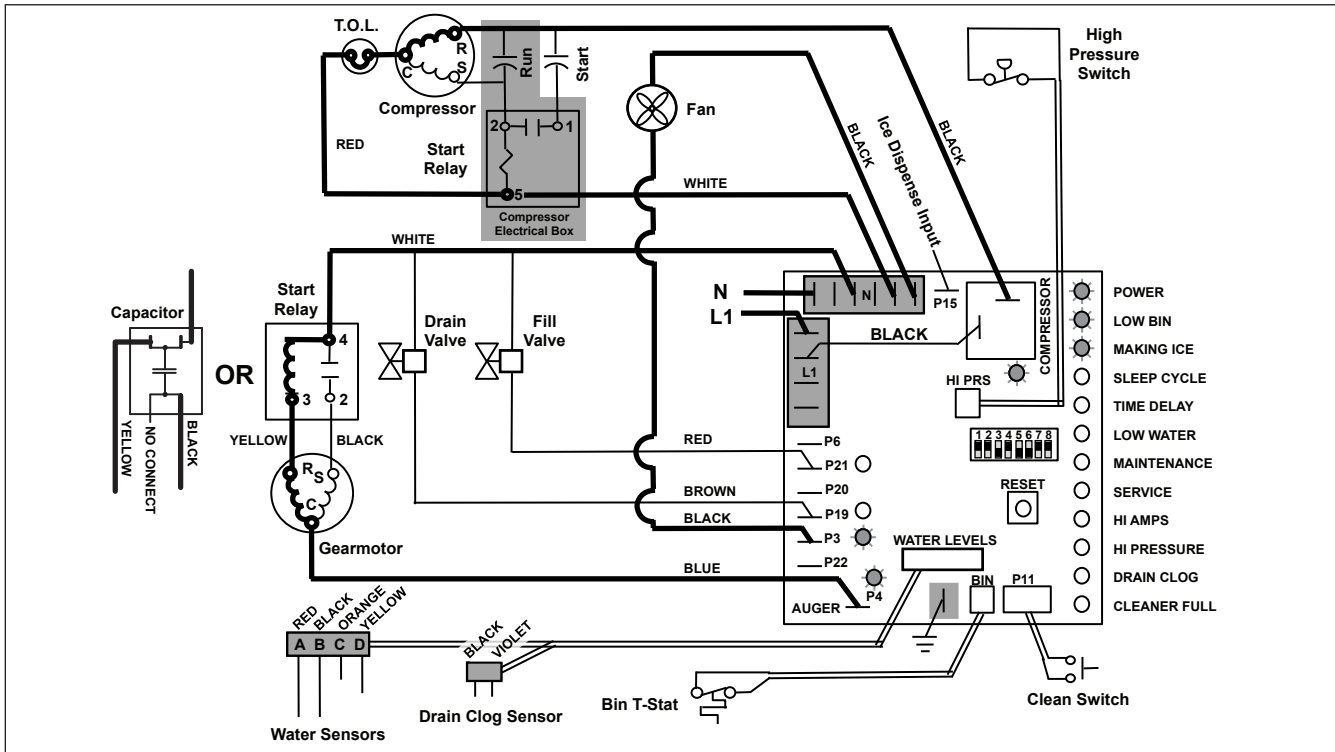 T.O.L.
R
S
C
Compressor
Run
Start
2
1
Start
Relay
5
Compressor
Electrical Box
RED
WHITE
Fan
BLACK
Ice Dispense Input
BLACK
High
Pressure
Switch
WHITE
Start
Relay
4
3
2
Capacitor
OR
YELLOW
NO CONNECT
BLACK
YELLOW
BLACK
R
S
C
Gearmotor
Drain
Valve
Fill
Valve
N
L1
N
P15
L1
BLACK
COMPRESSOR
HI PRS
1 2 3 4 5 6 7 8
RESET
POWER
LOW BIN
MAKING ICE
SLEEP CYCLE
TIME DELAY
LOW WATER
MAINTENANCE
SERVICE
HI AMPS
HI PRESSURE
DRAIN CLOG
CLEANER FULL
RED
P6
P21
BROWN
P20
P19
BLACK
P3
P22
BLUE
P4
AUGER
WATER LEVELS
BIN
P11
RED
BLACK
ORANGE
YELLOW
A B C D
Water Sensors
BLACK
VIOLET
Drain Clog Sensor
Bin T-Stat
Clean Switch